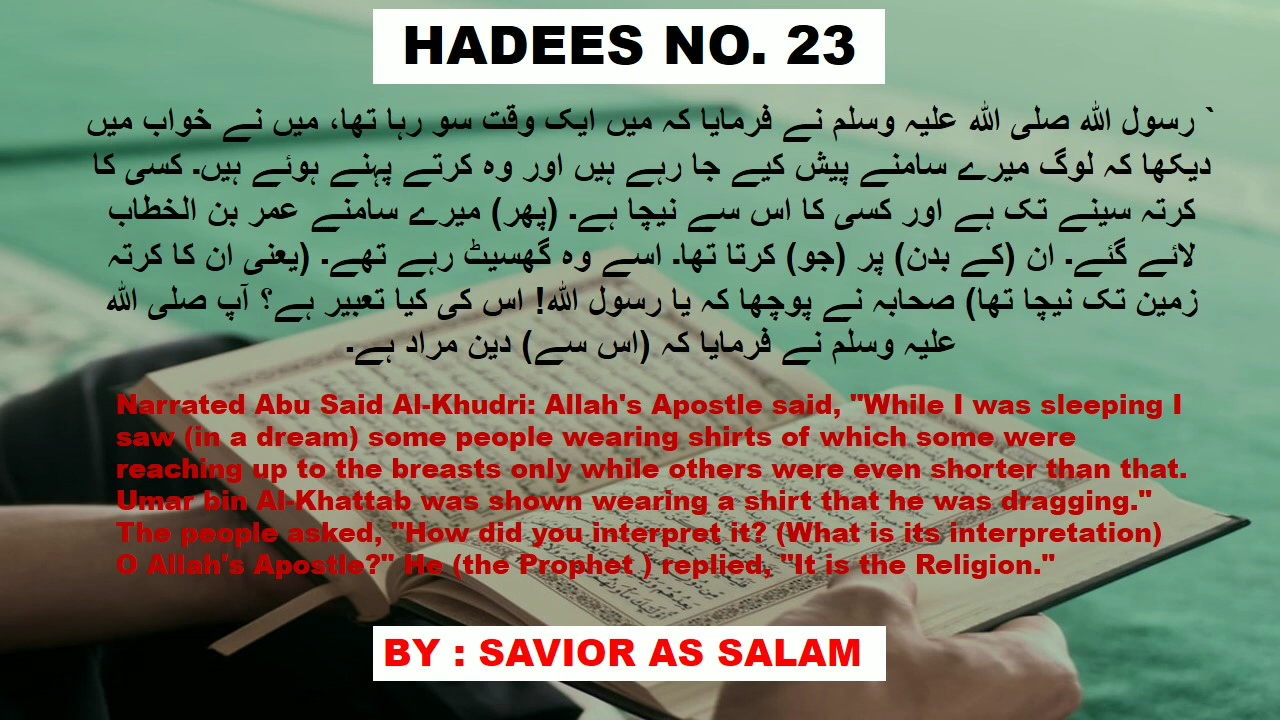 HADEES NO. 23
` رسول اللہ صلی اللہ علیہ وسلم نے فرمایا کہ میں ایک وقت سو رہا تھا، میں نے خواب میں
دیکھا کہ لوگ میرے سامنے پیش کیے جا رہے ہیں اور وہ کرتے پہنے ہوئے ہیں۔ کسی کا
کرتہ سینے تک ہے اور کسی کا اس سے نیچا ہے۔ (پھر) میرے سامنے عمر بن الخطاب
لائے گئے۔ ان (کے بدن) پر (جو) کرتا تھا۔ اسے وہ گھسیٹ رہے تھے۔ (یعنی ان کا کرتہ
زمین تک نیچا تھا) صحابہ نے پوچھا کہ یا رسول اللہ! اس کی کیا تعبیر ہے؟ آپ صلی اللہ
علیہ وسلم نے فرمایا کہ (اس سے) دین مراد ہے۔
Narrated Abu Said Al-Khudri: Allah's Apostle said, "While I was sleeping I
saw (in a dream) some people wearing shirts of which some were
reaching up to the breasts only while others were even shorter than that.
Umar bin Al-Khattab was shown wearing a shirt that he was dragging."
The people asked, "How did you interpret it? (What is its interpretation)
O Allah's Apostle?" He (the Prophet ) replied, "It is the Religion."
BY : SAVIOR AS SALAM